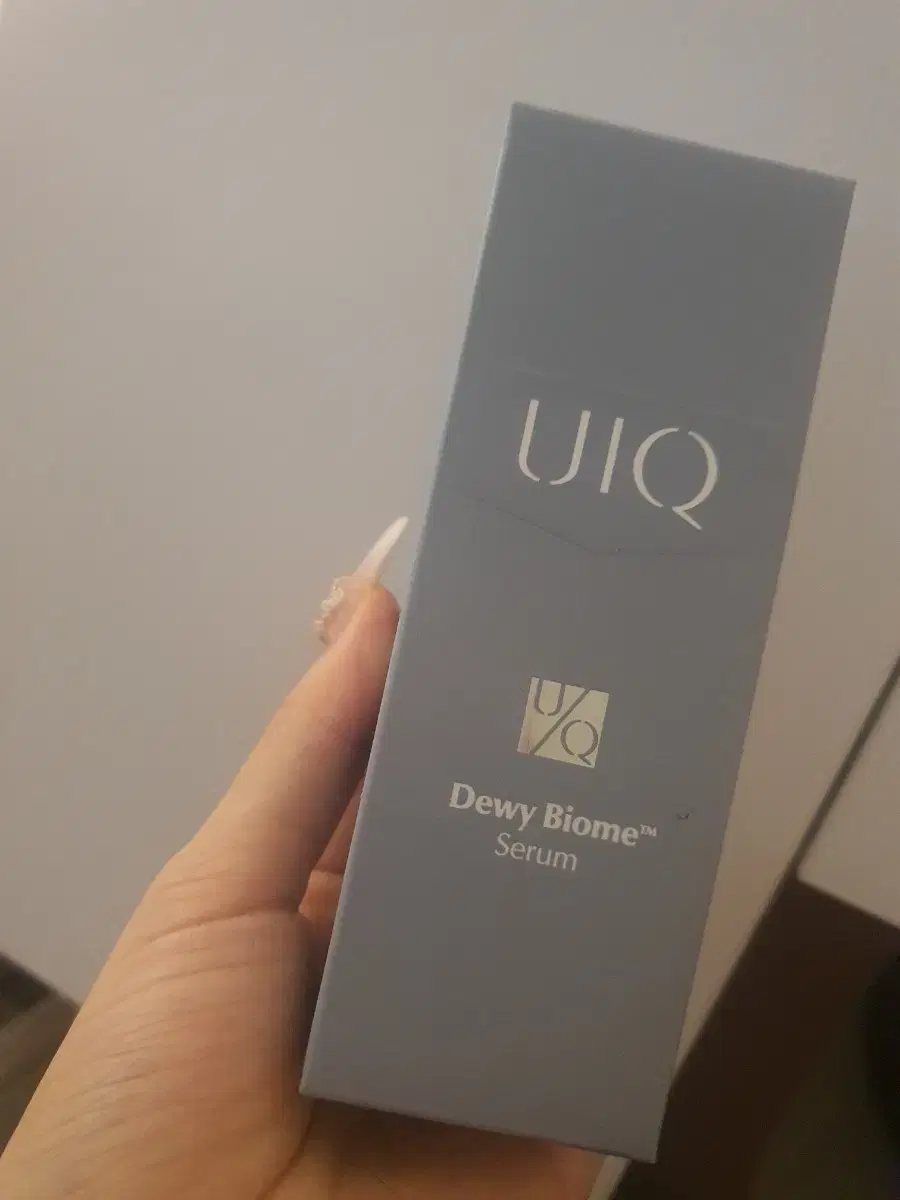 UIQ
U/Q
Dewy Biome™
Serum